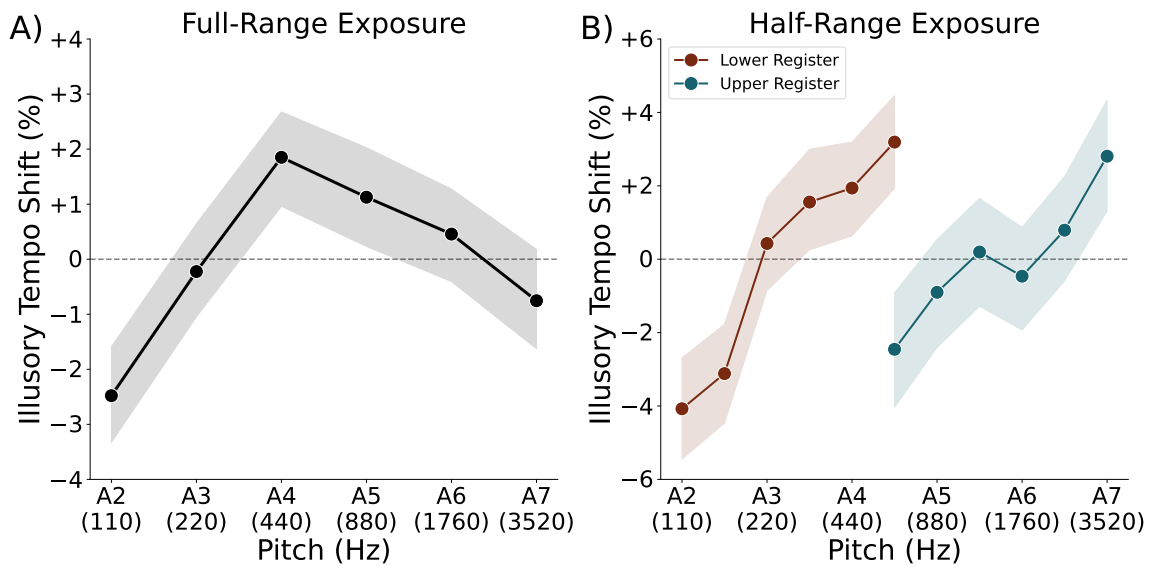 A)
Full-Range Exposure
Illusory Tempo Shift (%)
+4
+3
+2
+1
0
−1
−2
−3
−4
A2 A3 A4 A5 A6 A7
(110) (220) (440) (880) (1760) (3520)
Pitch (Hz)
B)
Half-Range Exposure
Lower Register
Upper Register
Illusory Tempo Shift (%)
+6
+4
+2
0
−2
−4
−6
A2 A3 A4 A5 A6 A7
(110) (220) (440) (880) (1760) (3520)
Pitch (Hz)